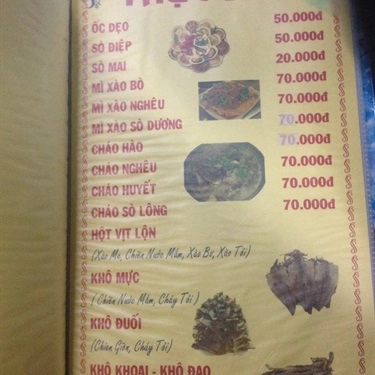 ỐC DẸO 50.000đ
SÒ ĐIỆP 50.000đ
SÒ MAI 20.000đ
MÌ XÀO BÒ 70.000đ
MÌ XÀO NGHÊU 70.000đ
MÌ XÀO SÒ DƯƠNG 70.000đ
CHÁO HÀO 70.000đ
CHÁO NGHÊU 70.000đ
CHÁO HUYẾT 70.000đ
CHÁO SÒ LÔNG 70.000đ
HỘT VỊT LỘN
(Xào Me, Chiên Nước Mắm, Xào Bơ, Xào Tỏi)
KHÔ MỰC
( Chiên Nước Mắm, Cháy Tỏi )
KHÔ ĐUỐI
(Chiên Giòn, Cháy Tỏi)
KHÔ KHOAI - KHÔ ĐAO